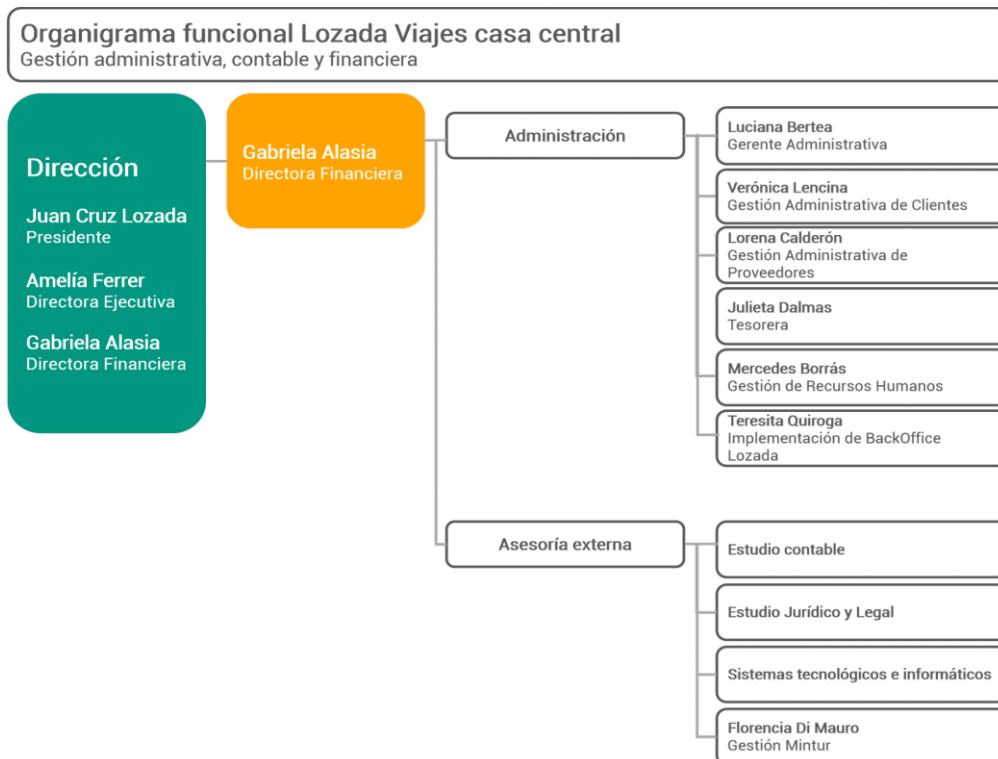 Organigrama funcional Lozada Viajes casa central
Gestión administrativa, contable y financiera
Dirección
Juan Cruz Lozada
Presidente
Amelía Ferrer
Directora Ejecutiva
Gabriela Alasia
Directora Financiera
Gabriela Alasia
Directora Financiera
Administración
Luciana Bertea
Gerente Administrativa
Verónica Lencina
Gestión Administrativa de Clientes
Lorena Calderón
Gestión Administrativa de
Proveedores
Julieta Dalmas
Tesorera
Mercedes Borrás
Gestión de Recursos Humanos
Teresita Quiroga
Implementación de BackOffice
Lozada
Asesoría externa
Estudio contable
Estudio Jurídico y Legal
Sistemas tecnológicos e informáticos
Florencia Di Mauro
Gestión Mintur